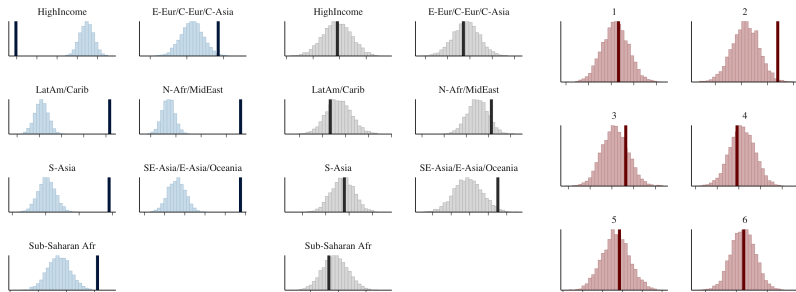 HighIncome
E-Eur/C-Eur/C-Asia
LatAm/Carib
N-Afr/MidEast
S-Asia
SE-Asia/E-Asia/Oceania
Sub-Saharan Afr
HighIncome
E-Eur/C-Eur/C-Asia
LatAm/Carib
N-Afr/MidEast
S-Asia
SE-Asia/E-Asia/Oceania
Sub-Saharan Afr
1
2
3
4
5
6